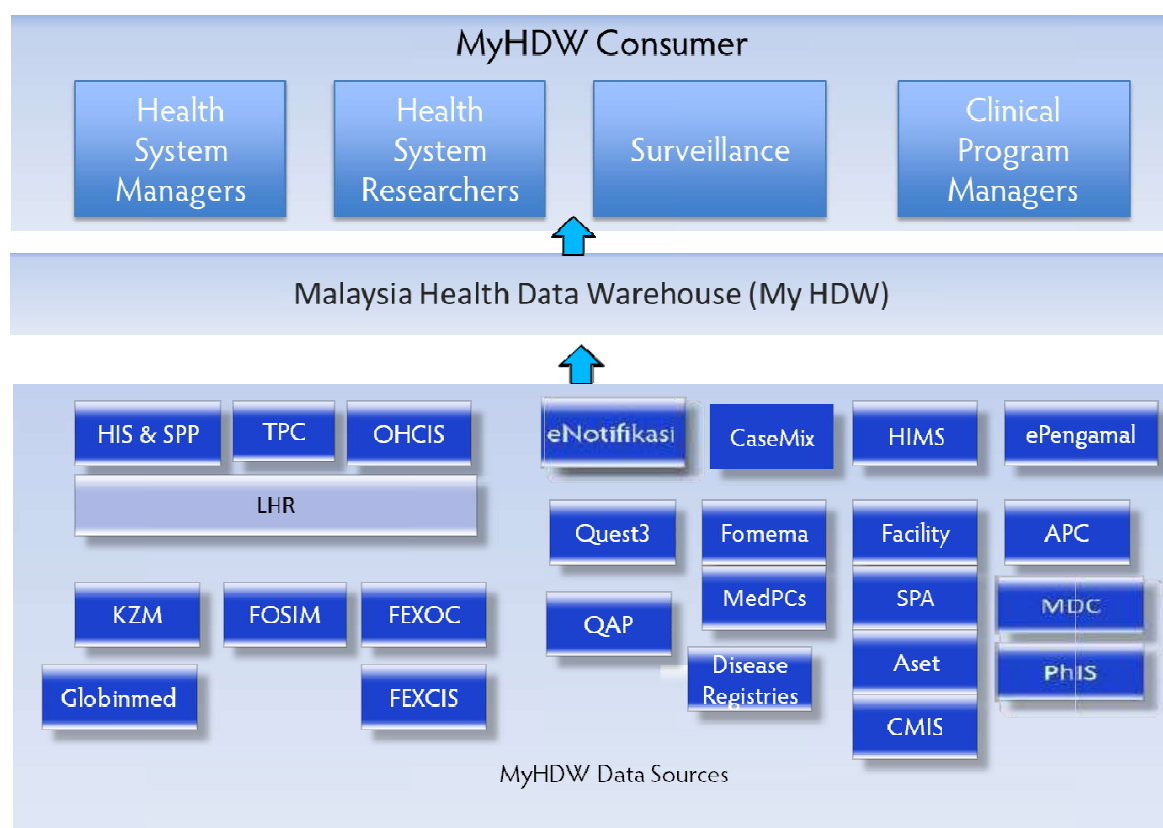 MyHDW Consumer
Health
System
Managers
Health
System
Researchers
Surveillance
Clinical
Program
Managers
Malaysia Health Data Warehouse (My HDW)
HIS & SPP
TPC
OHCIS
LHR
eNotifikasi
CaseMix
HIMS
ePengamal
Quest3
Fomema
Facility
APC
KZM
FOSIM
FEXOC
QAP
MedPCs
SPA
MDC
Globinmed
FEXCIS
Disease
Registries
Aset
PhIS
CMIS
MyHDW Data Sources